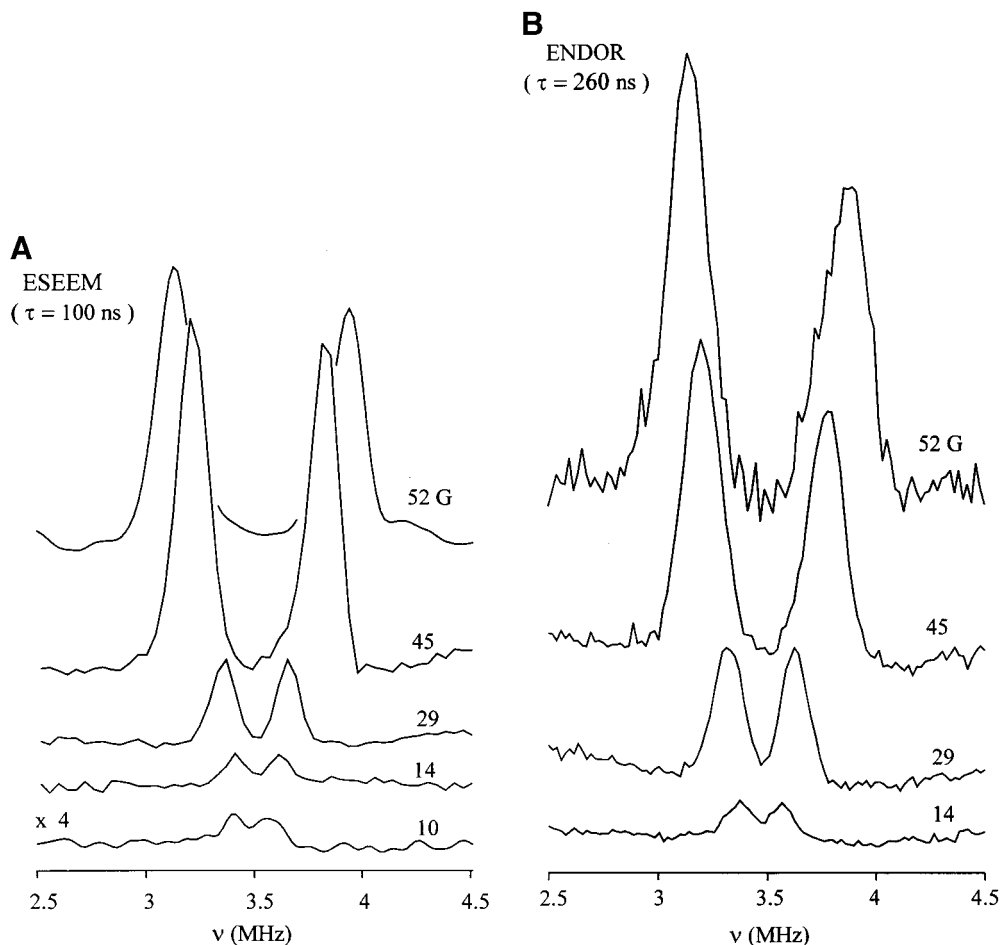 A
ESEEM
( τ = 100 ns )
52 G
45
29
14
x 4
10
2.5 3 3.5 4 4.5
ν (MHz)
B
ENDOR
( τ = 260 ns )
52 G
45
29
14
2.5 3 3.5 4 4.5
ν (MHz)